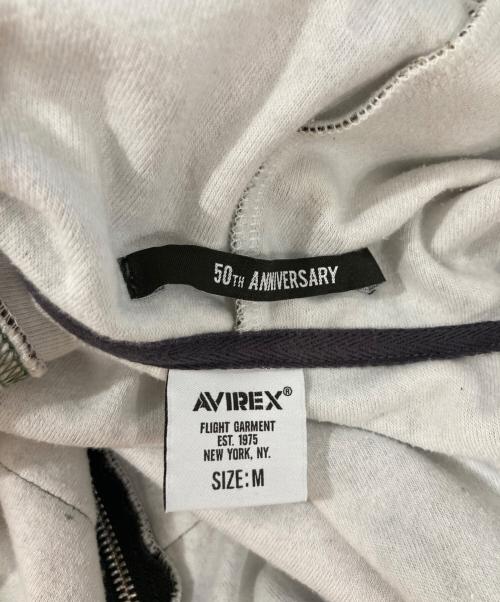 50TH ANNIVERSARY
AVIREX®
FLIGHT GARMENT
EST. 1975
NEW YORK, NY.
SIZE: M